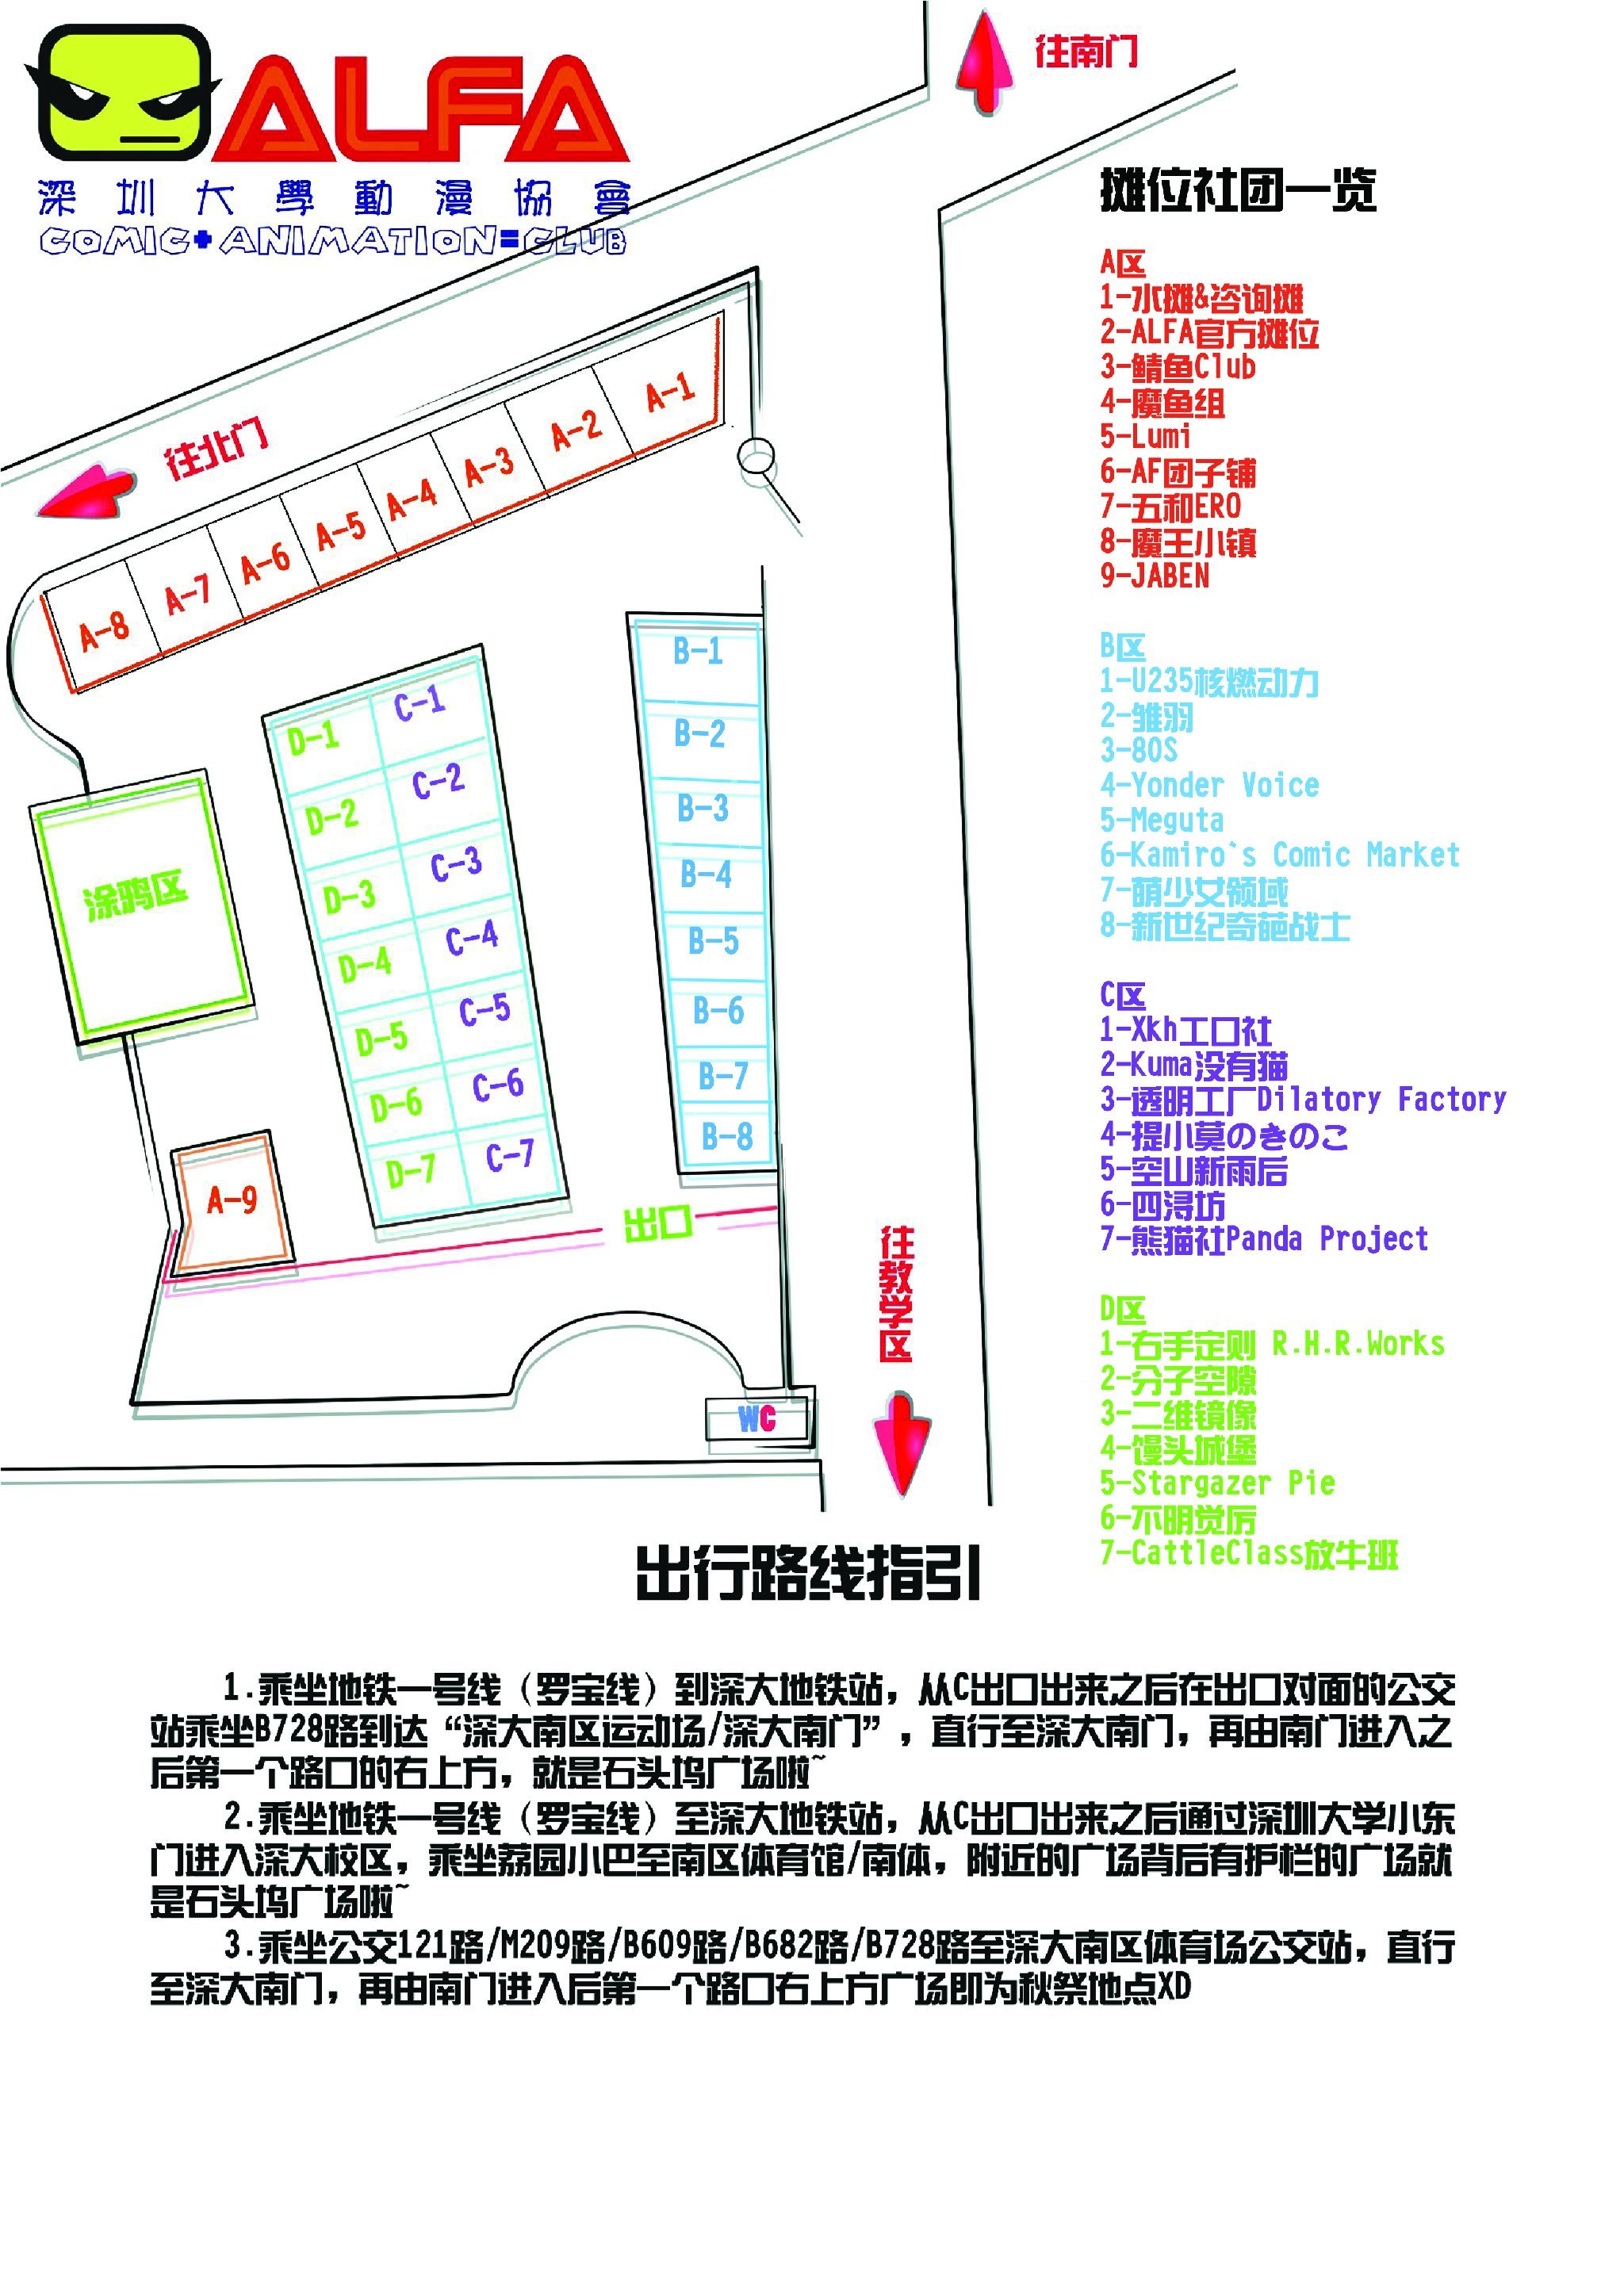 ALFA
深圳大學動漫協會
COMIC+ANIMATION=CLUB
往南门
往北门
A-1
A-2
A-3
A-4
A-5
A-6
A-7
A-8
B-1
B-2
B-3
B-4
B-5
B-6
B-7
B-8
D-1 C-1
D-2 C-2
D-3 C-3
D-4 C-4
D-5 C-5
D-6 C-6
D-7 C-7
涂鸦区
A-9
出口
往教学区
WC
摊位社团一览
A区
1-水摊&咨询摊
2-ALFA官方摊位
3-鲭鱼Club
4-魔鱼组
5-Lumi
6-AF团子铺
7-五和ERO
8-魔王小镇
9-JABEN
B区
1-U235核燃动力
2-雏羽
3-80S
4-Yonder Voice
5-Meguta
6-Kamiro`s Comic Market
7-萌少女领域
8-新世纪奇葩战士
C区
1-Xkh工口社
2-Kuma没有猫
3-透明工厂Dilatory Factory
4-提小莫のきのこ
5-空山新雨后
6-四浔坊
7-熊猫社Panda Project
D区
1-右手定则 R.H.R.Works
2-分子空隙
3-二维镜像
4-馒头城堡
5-Stargazer Pie
6-不明觉厉
7-CattleClass放牛班
出行路线指引
1.乘坐地铁一号线（罗宝线）到深大地铁站，从C出口出来之后在出口对面的公交
站乘坐B728路到达“深大南区运动场/深大南门”，直行至深大南门，再由南门进入之
后第一个路口的右上方，就是石头坞广场啦~
2.乘坐地铁一号线（罗宝线）至深大地铁站，从C出口出来之后通过深圳大学小东
门进入深大校区，乘坐荔园小巴至南区体育馆/南体，附近的广场背后有护栏的广场就
是石头坞广场啦~
3.乘坐公交121路/M209路/B609路/B682路/B728路至深大南区体育场公交站，直行
至深大南门，再由南门进入后第一个路口右上方广场即为秋祭地点XD